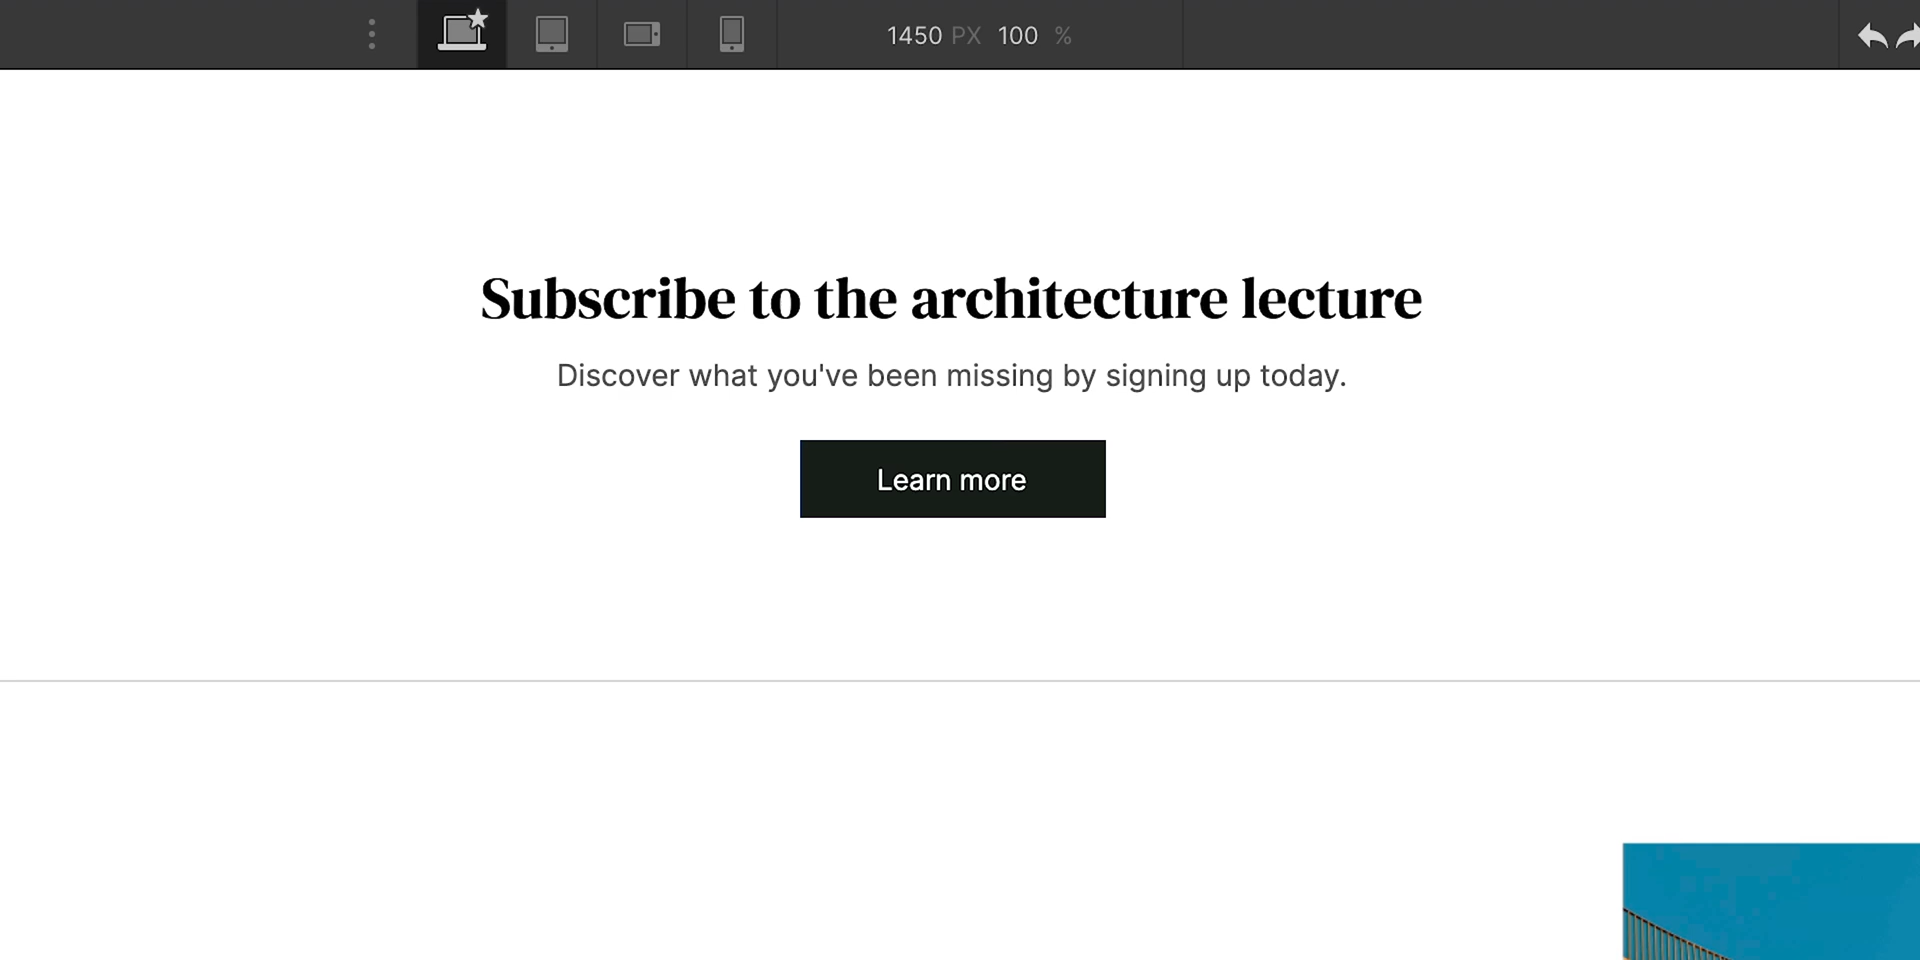 1450 PX 100 %
Subscribe to the architecture lecture
Discover what you've been missing by signing up today.
Learn more